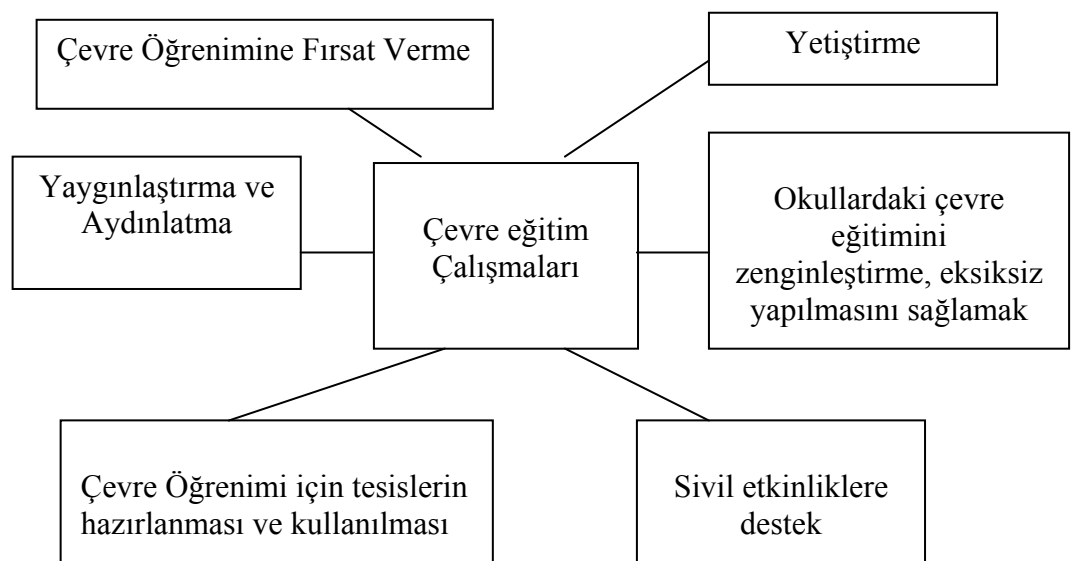 Çevre Öğrenimine Fırsat Verme
Yetiştirme
Yaygınlaştırma ve
Aydınlatma
Çevre eğitim
Çalışmaları
Okullardaki çevre
eğitimini
zenginleştirme, eksiksiz
yapılmasını sağlamak
Çevre Öğrenimi için tesislerin
hazırlanması ve kullanılması
Sivil etkinliklere
destek